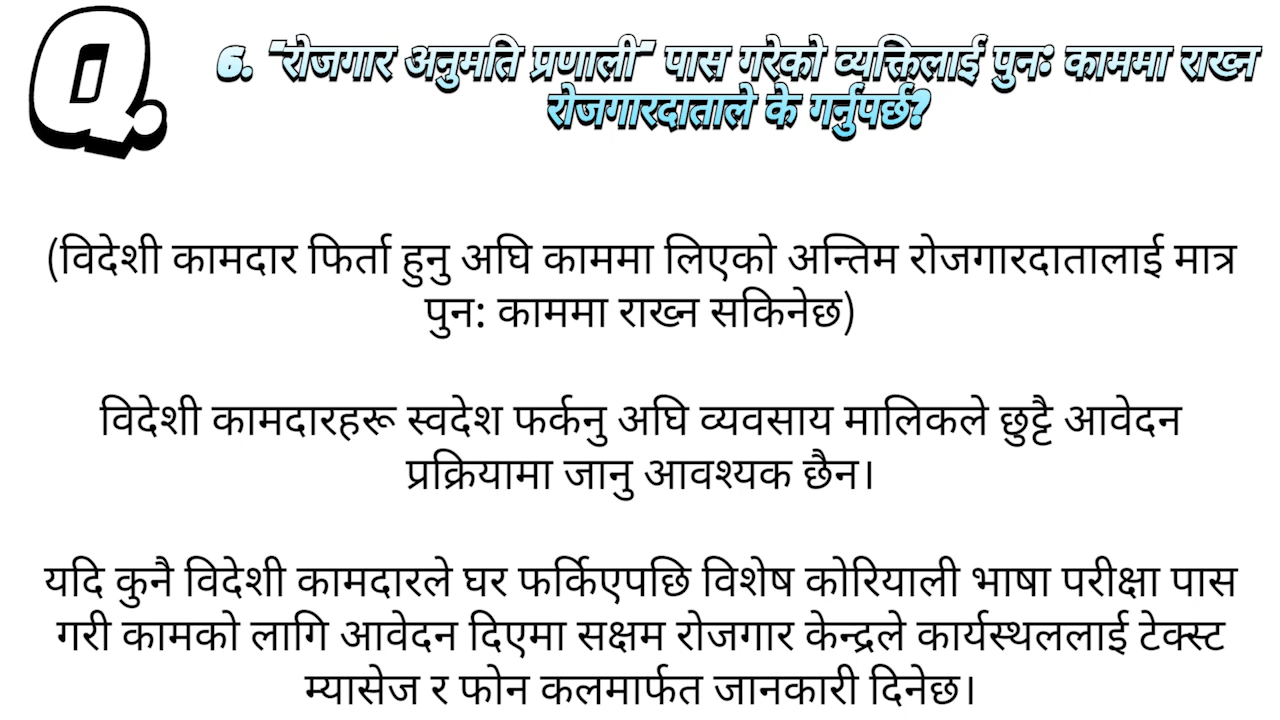 Q.
6. "रोजगार अनुमति प्रणाली" पास गरेको व्यक्तिलाई पुनः काममा राख्न
रोजगारदाताले के गर्नुपर्छ?
(विदेशी कामदार फिर्ता हुनु अघि काममा लिएको अन्तिम रोजगारदातालाई मात्र
पुन: काममा राख्न सकिनेछ)
विदेशी कामदारहरू स्वदेश फर्कनु अघि व्यवसाय मालिकले छुट्टै आवेदन
प्रक्रियामा जानु आवश्यक छैन।
यदि कुनै विदेशी कामदारले घर फर्किएपछि विशेष कोरियाली भाषा परीक्षा पास
गरी कामको लागि आवेदन दिएमा सक्षम रोजगार केन्द्रले कार्यस्थललाई टेक्स्ट
म्यासेज र फोन कलमार्फत जानकारी दिनेछ।